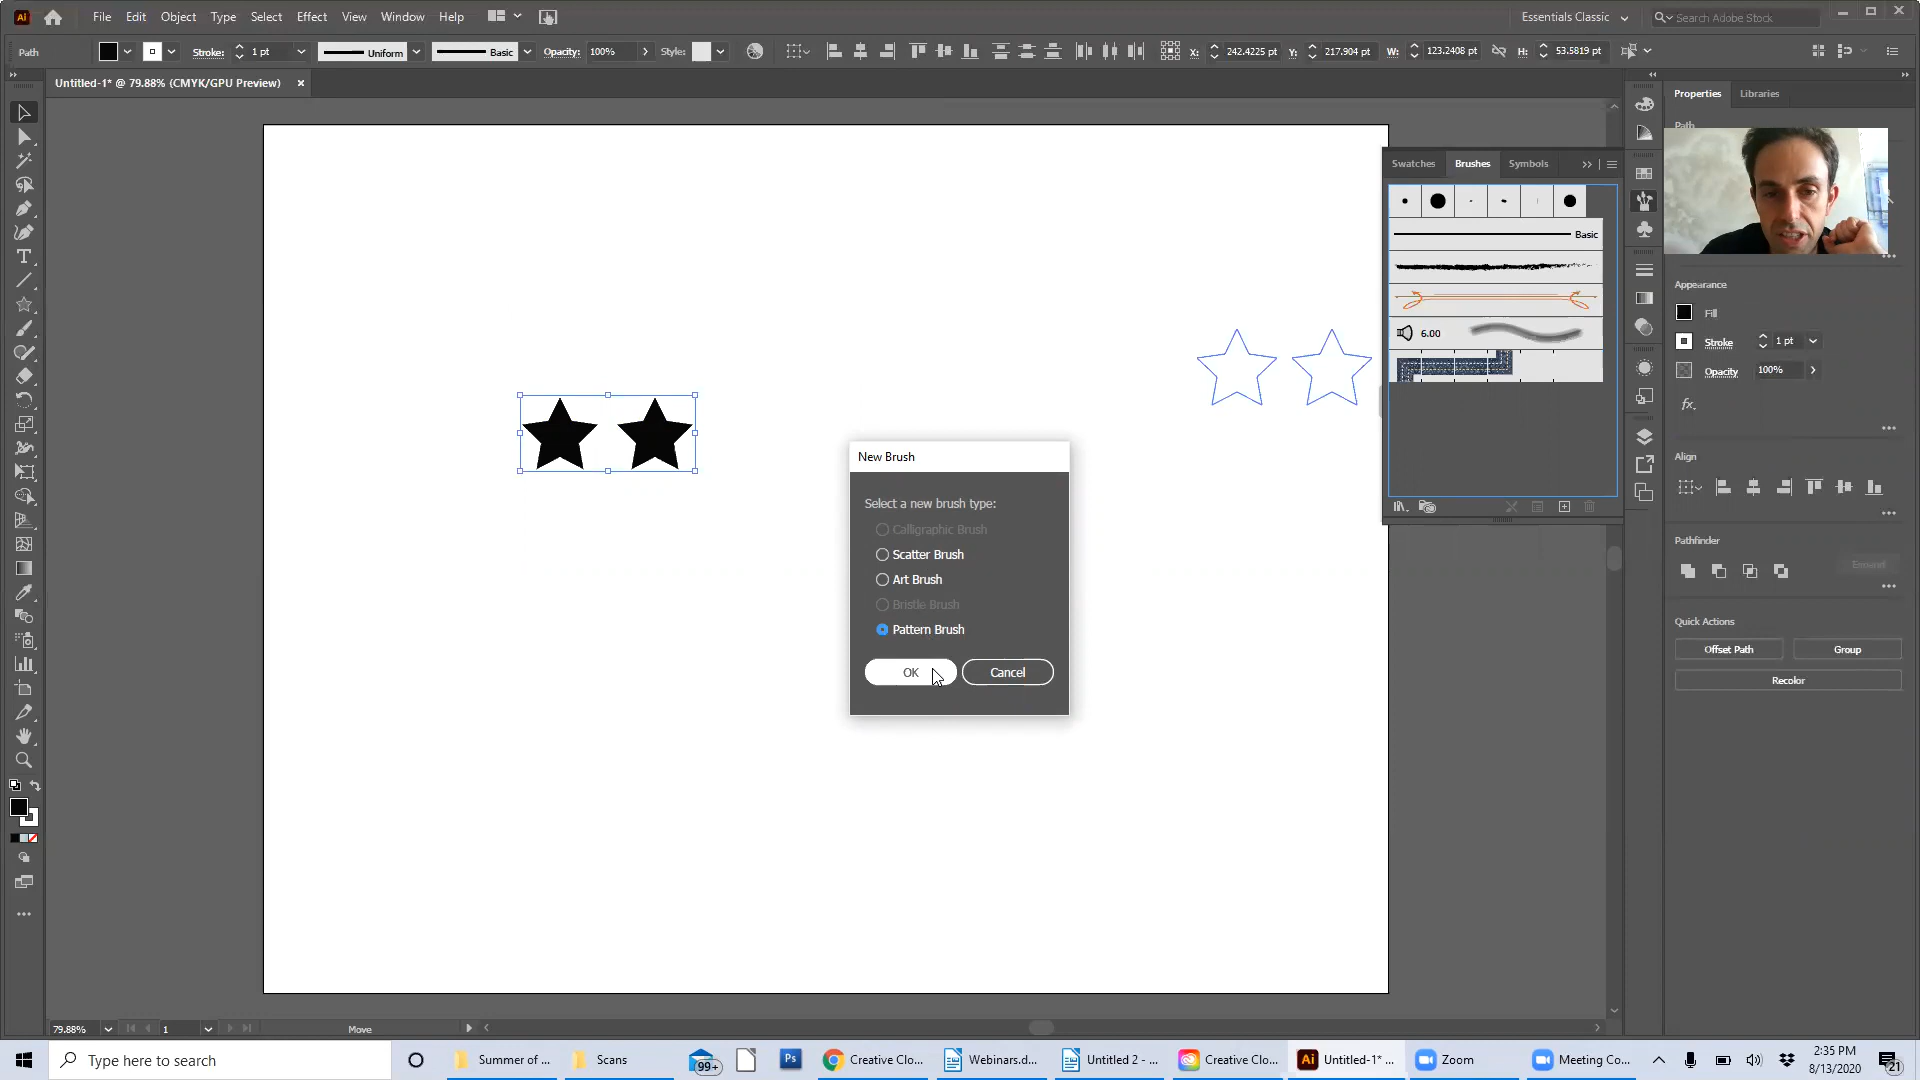 Ai File Edit Object Type Select Effect View Window Help Essentials Classic Search Adobe Stock
Path Stroke: 1 pt Uniform Basic Opacity: 100% Style: X: 242.4225 pt Y: 217.904 pt W: 123.2408 pt H: 53.5819 pt
Untitled-1* @ 79.88% (CMYK/GPU Preview) ×
Properties Libraries
Path
Swatches Brushes Symbols
Basic
6.00
Appearance
Fill
Stroke 1 pt
Opacity 100%
fx
Align
Pathfinder
Expand
Quick Actions
Offset Path Group
Recolor
New Brush
Select a new brush type:
Calligraphic Brush
Scatter Brush
Art Brush
Bristle Brush
Pattern Brush
OK Cancel
79.88% 1 Move
Type here to search
Summer of ...
Scans
99+
Ps
Creative Clo...
Webinars.d...
Untitled 2 - ...
Creative Clo...
Ai Untitled-1* ...
Zoom
Meeting Co...
2:35 PM
8/13/2020
21